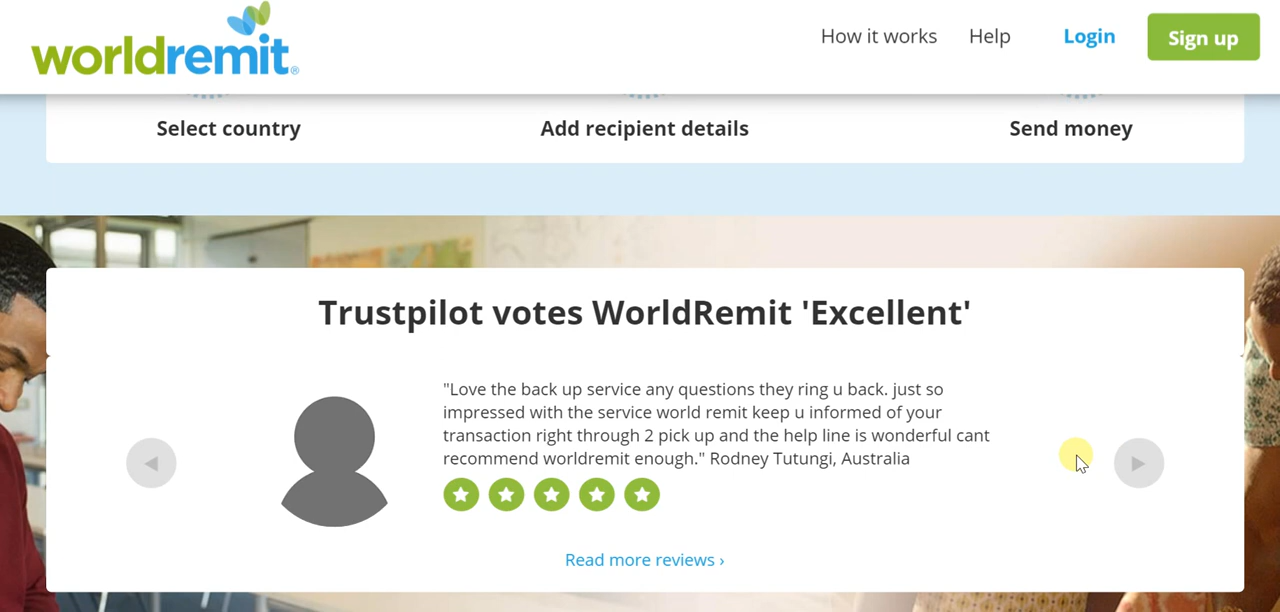 worldremit®
How it works
Help
Login
Sign up
Select country
Add recipient details
Send money
Trustpilot votes WorldRemit 'Excellent'
"Love the back up service any questions they ring u back. just so
impressed with the service world remit keep u informed of your
transaction right through 2 pick up and the help line is wonderful cant
recommend worldremit enough." Rodney Tutungi, Australia
Read more reviews ›